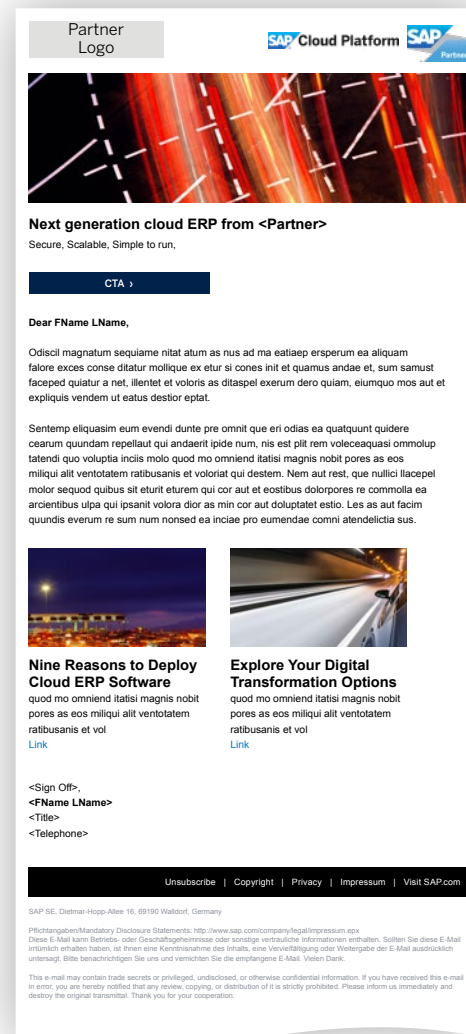 Partner
Logo
SAP Cloud Platform
SAP
Partner
Next generation cloud ERP from <Partner>
Secure, Scalable, Simple to run,
CTA ›
Dear FName LName,
Odiscil magnatum sequiame nitat atum as nus ad ma eatiaep ersperum ea aliquam
falore exces conse ditatur mollique ex etur si cones init et quamus andae et, sum samust
faceped quiatur a net, illentet et voloris as ditaspel exerum dero quiam, eiumquo mos aut et
expliquis vendem ut eatus destior eptat.
Sentemp eliquasim eum evendi dunte pre omnit que eri odias ea quatquunt quidere
cearum quundam repellaut qui andaerit ipide num, nis est plit rem voleceaquasi ommolup
tatendi quo voluptia inciis molo quod mo omniend itatisi magnis nobit pores as eos
miliqui alit ventotatem ratibusanis et voloriat qui destem. Nem aut rest, que nullici llacepel
molor sequod quibus sit eturit eturem qui cor aut et eostibus dolorpores re commolla ea
arcientibus ulpa qui ipsanit volora dior as min cor aut doluptatet estio. Les as aut facim
quundis everum re sum num nonsed ea inciae pro eumendae comni atendelictia sus.
Nine Reasons to Deploy
Cloud ERP Software
quod mo omniend itatisi magnis nobit
pores as eos miliqui alit ventotatem
ratibusanis et vol
Link
Explore Your Digital
Transformation Options
quod mo omniend itatisi magnis nobit
pores as eos miliqui alit ventotatem
ratibusanis et vol
Link
<Sign Off>,
<FName LName>
<Title>
<Telephone>
Unsubscribe | Copyright | Privacy | Impressum | Visit SAP.com
SAP SE, Dietmar-Hopp-Allee 16, 69190 Walldorf, Germany
Pflichtangaben/Mandatory Disclosure Statements: http://www.sap.com/company/legal/impressum.epx
Diese E-Mail kann Betriebs- oder Geschäftsgeheimnisse oder sonstige vertrauliche Informationen enthalten. Sollten Sie diese E-Mail
irrtümlich erhalten haben, ist Ihnen eine Kenntnisnahme des Inhalts, eine Vervielfältigung oder Weitergabe der E-Mail ausdrücklich
untersagt. Bitte benachrichtigen Sie uns und vernichten Sie die empfangene E-Mail. Vielen Dank.
This e-mail may contain trade secrets or privileged, undisclosed, or otherwise confidential information. If you have received this e-mail
in error, you are hereby notified that any review, copying, or distribution of it is strictly prohibited. Please inform us immediately and
destroy the original transmittal. Thank you for your cooperation.